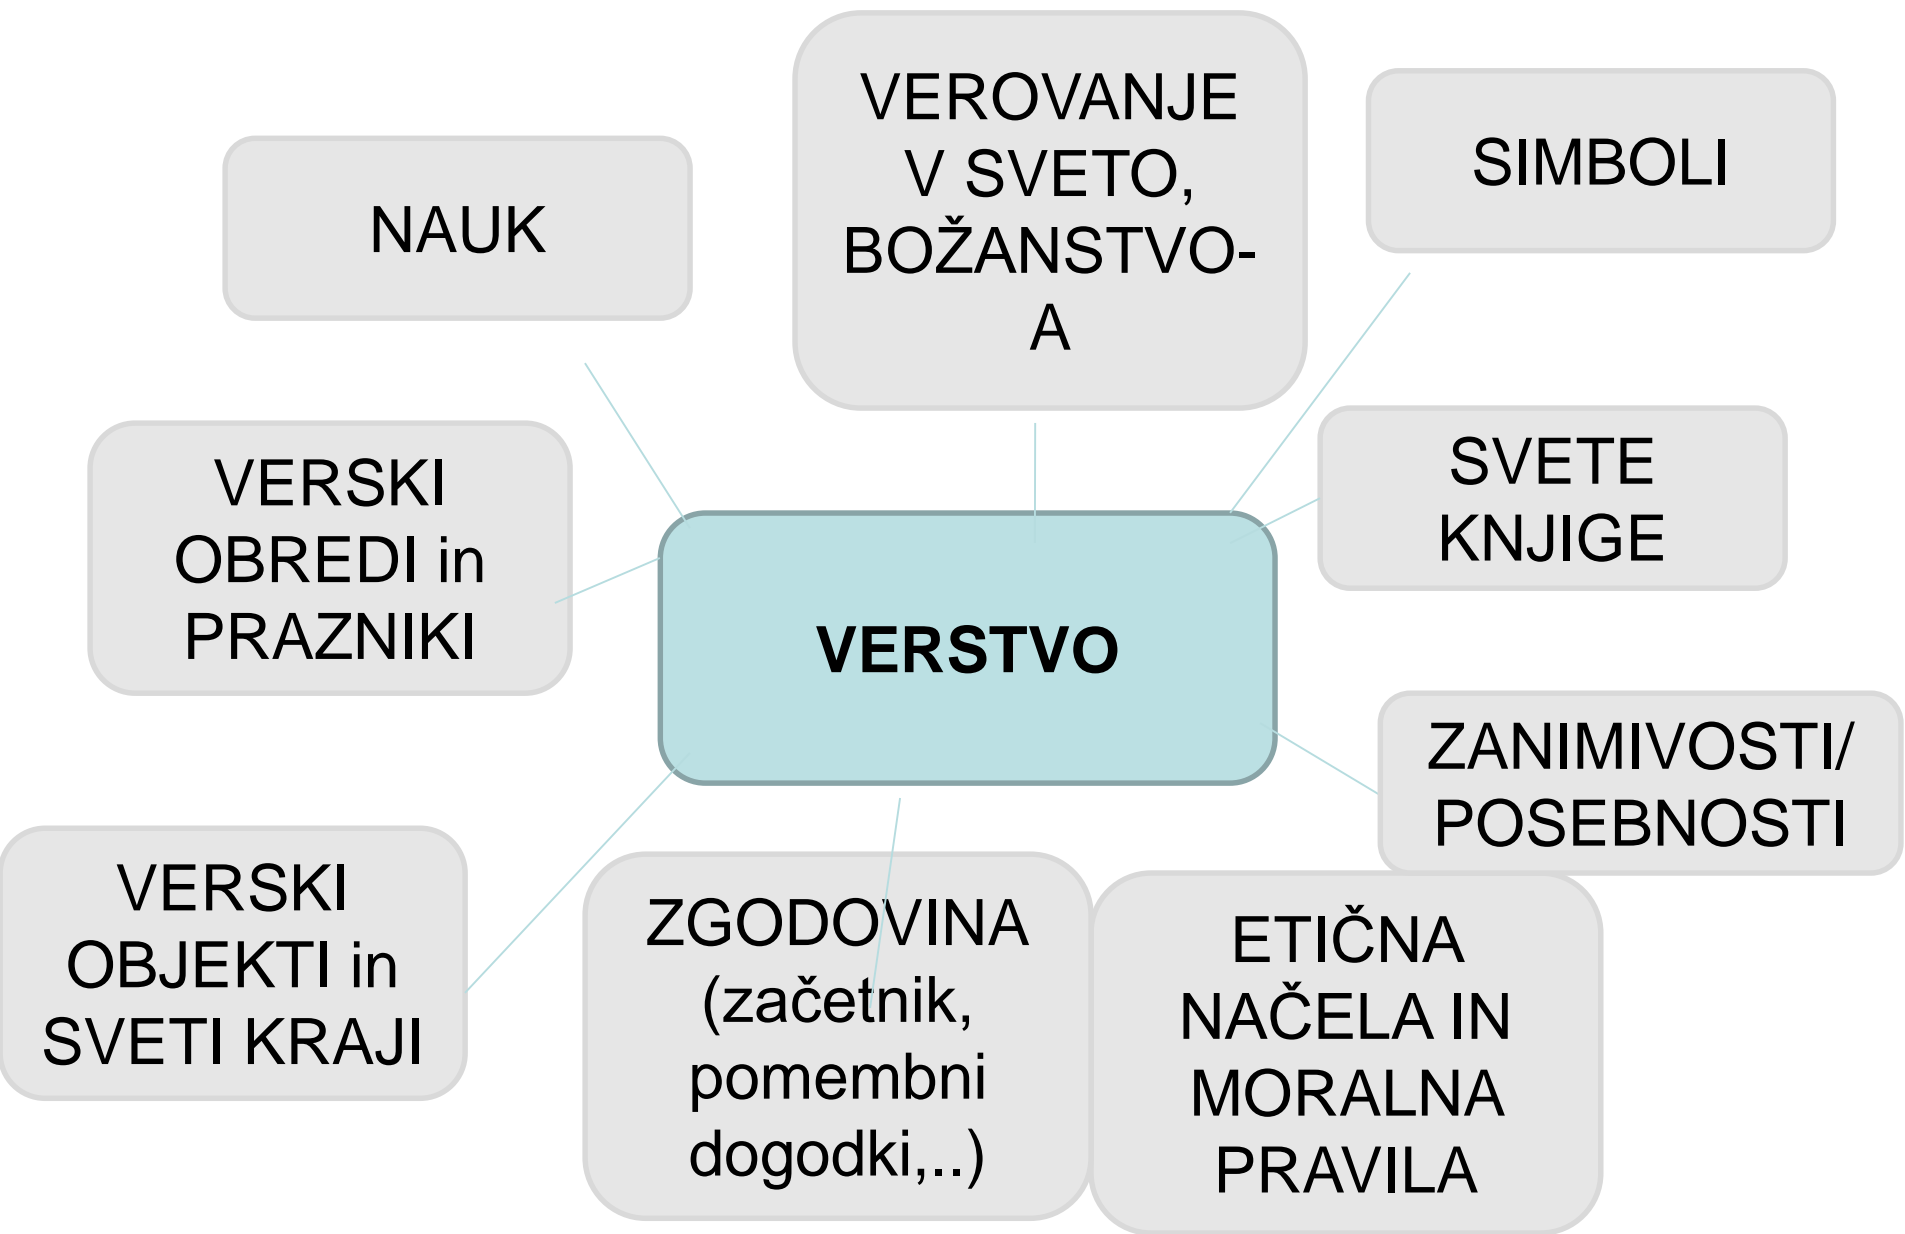 VEROVANJE
V SVETO,
BOŽANSTVO-
A
SIMBOLI
NAUK
SVETE
KNJIGE
VERSKI
OBREDI in
PRAZNIKI
VERSTVO
ZANIMIVOSTI/
POSEBNOSTI
VERSKI
OBJEKTI in
SVETI KRAJI
ZGODOVINA
(začetnik,
pomembni
dogodki,..)
ETIČNA
NAČELA IN
MORALNA
PRAVILA